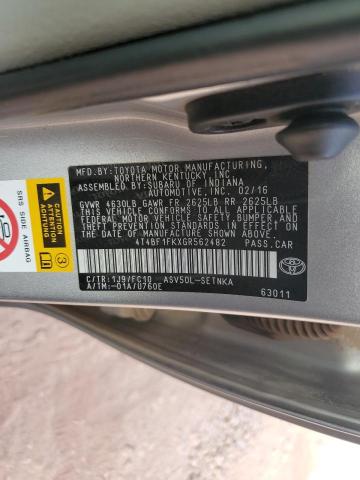 MFD.BY:TOYOTA MOTOR MANUFACTURING,
NORTHERN KENTUCKY, INC.
ASSEMBLED BY: SUBARU OF INDIANA
AUTOMOTIVE, INC. 02/16
GVWR 4630LB GAWR FR 2625LB RR 2625LB
THIS VEHICLE CONFORMS TO ALL APPLICABLE
FEDERAL MOTOR VEHICLE SAFETY, BUMPER, AND
THEFT PREVENTION STANDARDS IN EFFECT ON
THE DATE OF MANUFACTURE SHOWN ABOVE.
4T4BF1FKXGR562482 PASS.CAR
C/TR:1J9/FC10 ASV50L-SETNKA
A/TM:-01A/U760E
63011
SRS SIDE AIRBAG
ATTENTION
ACHTUNG
3